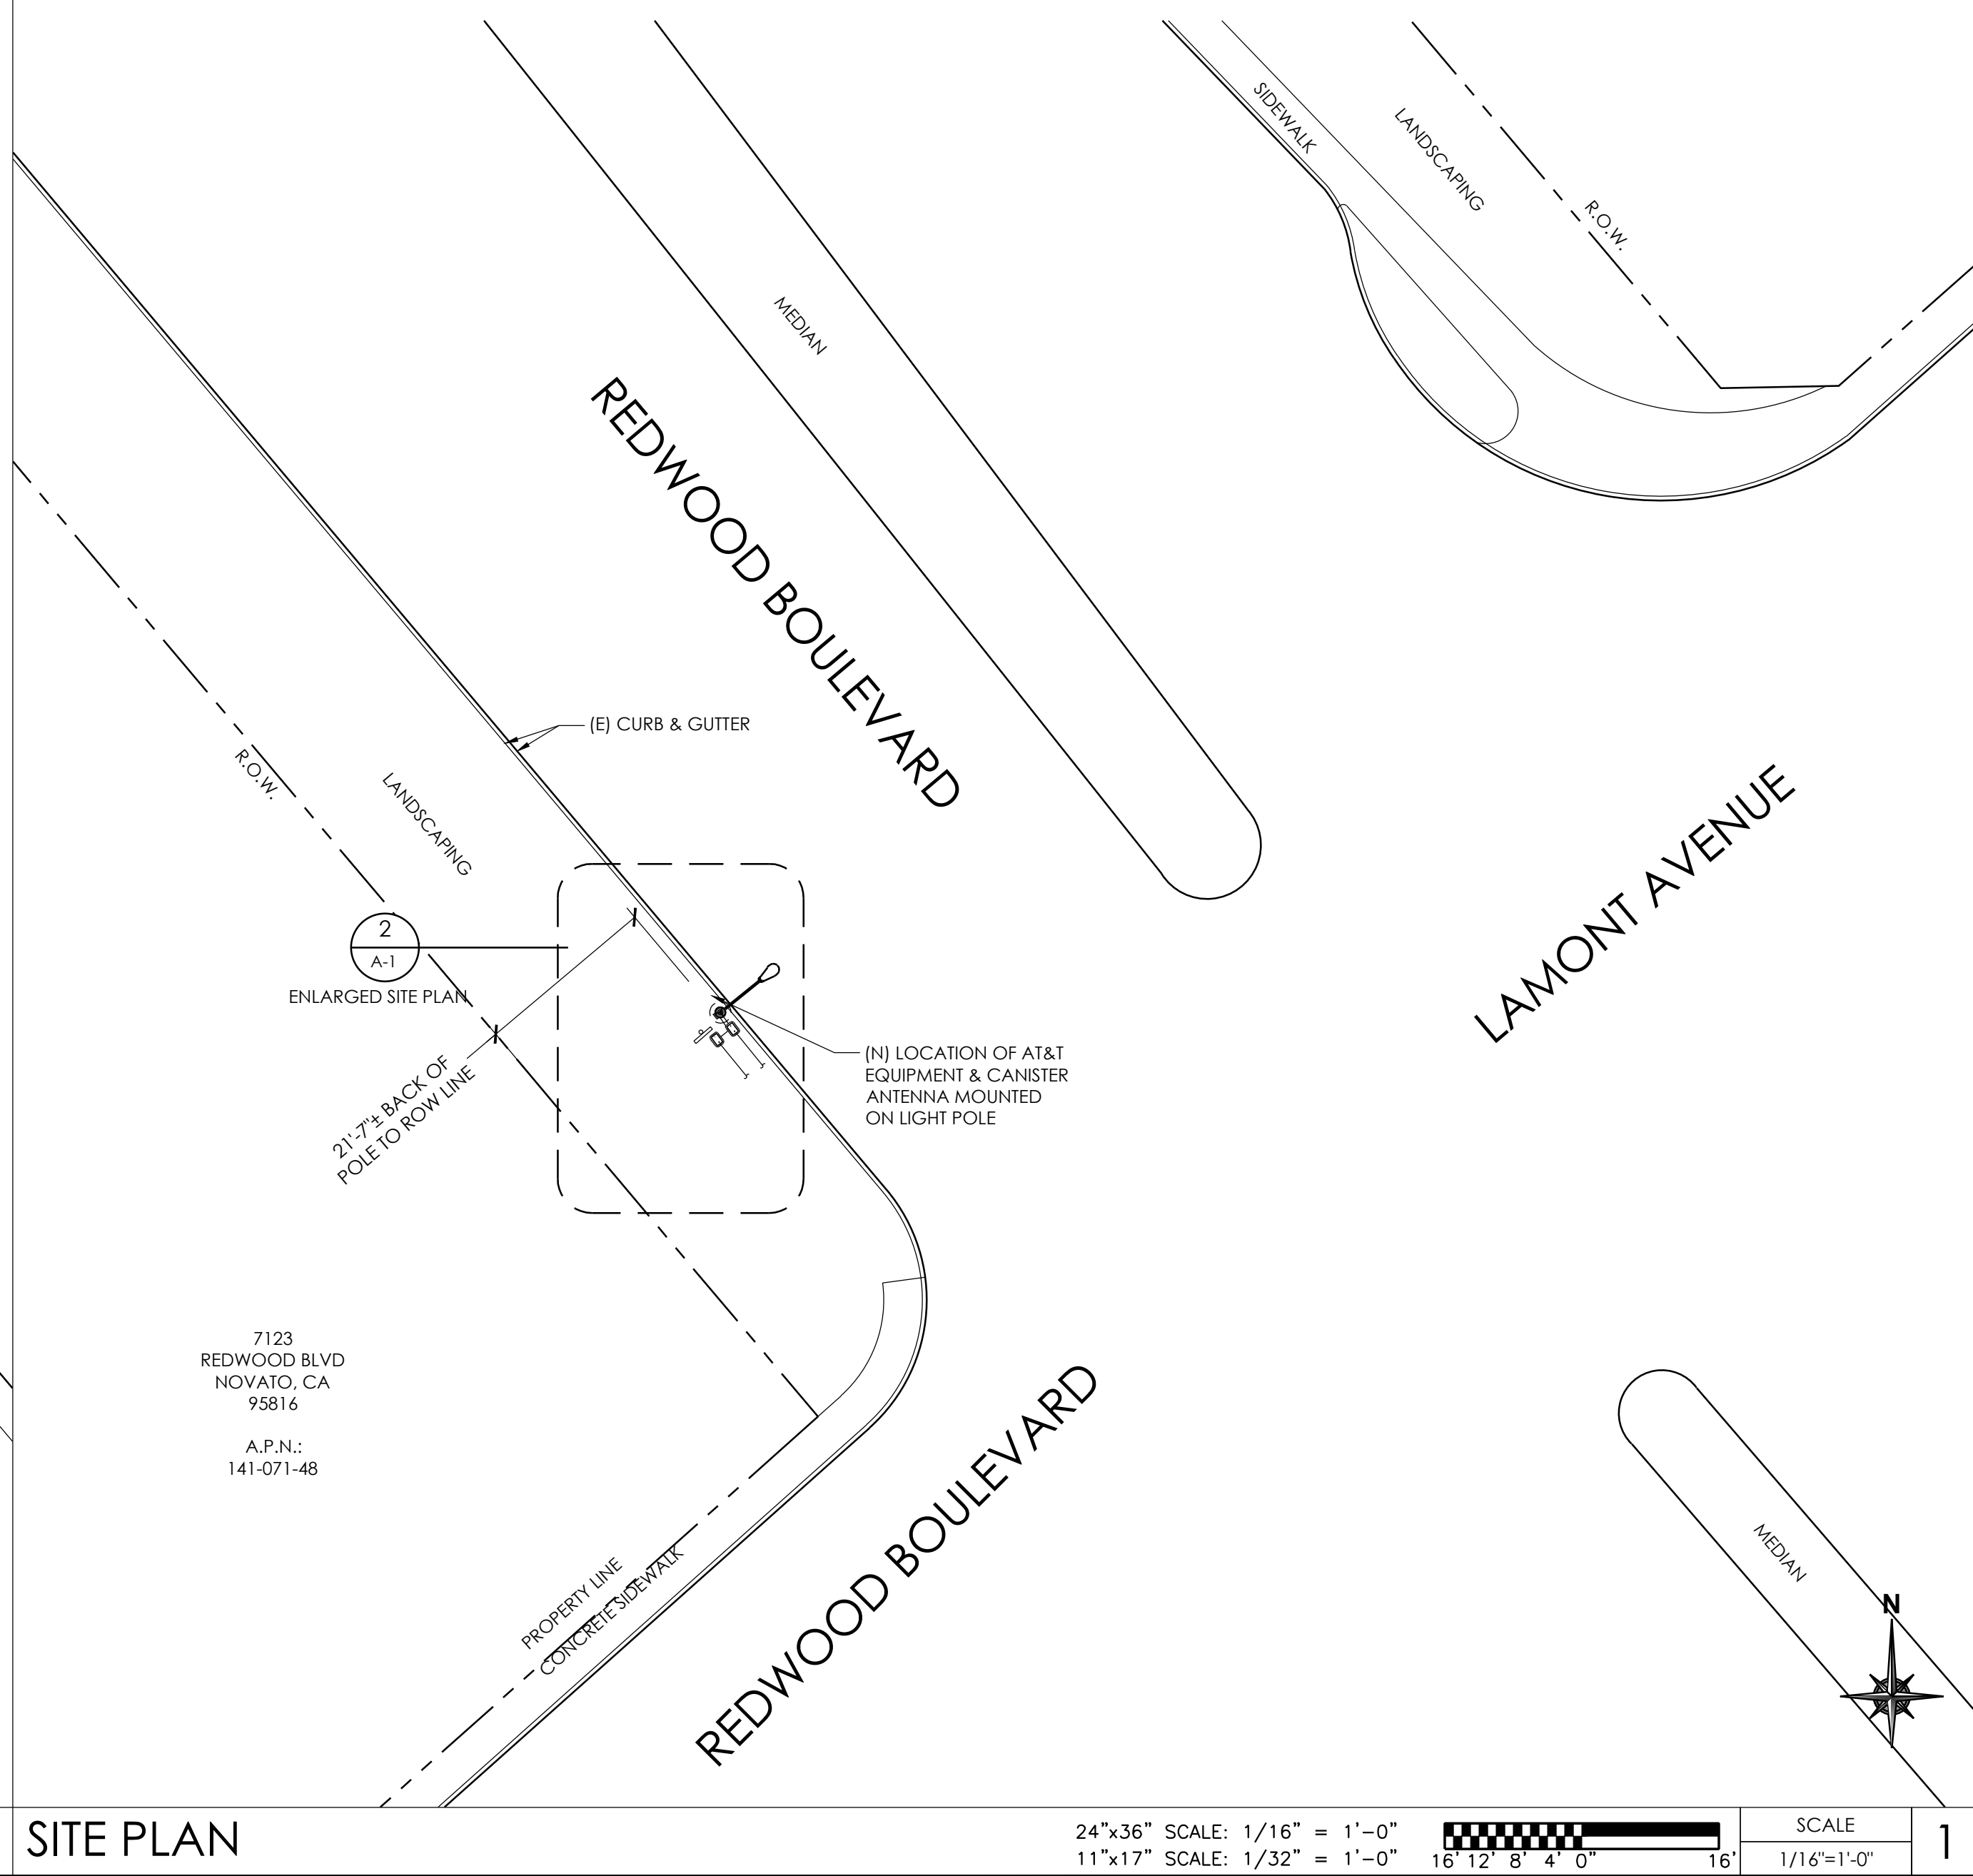 SIDEWALK
LANDSCAPING
R.O.W.
MEDIAN
REDWOOD BOULEVARD
(E) CURB & GUTTER
R.O.W.
LANDSCAPING
LAMONT AVENUE
2
A-1
ENLARGED SITE PLAN
21'-7"± BACK OF
POLE TO ROW LINE
(N) LOCATION OF AT&T
EQUIPMENT & CANISTER
ANTENNA MOUNTED
ON LIGHT POLE
7123
REDWOOD BLVD
NOVATO, CA
95816
A.P.N.:
141-071-48
REDWOOD BOULEVARD
PROPERTY LINE
CONCRETE SIDEWALK
MEDIAN
N
SITE PLAN
24"x36" SCALE: 1/16" = 1'-0"
11"x17" SCALE: 1/32" = 1'-0"
16' 12' 8' 4' 0" 16'
SCALE
1/16"=1'-0"
1